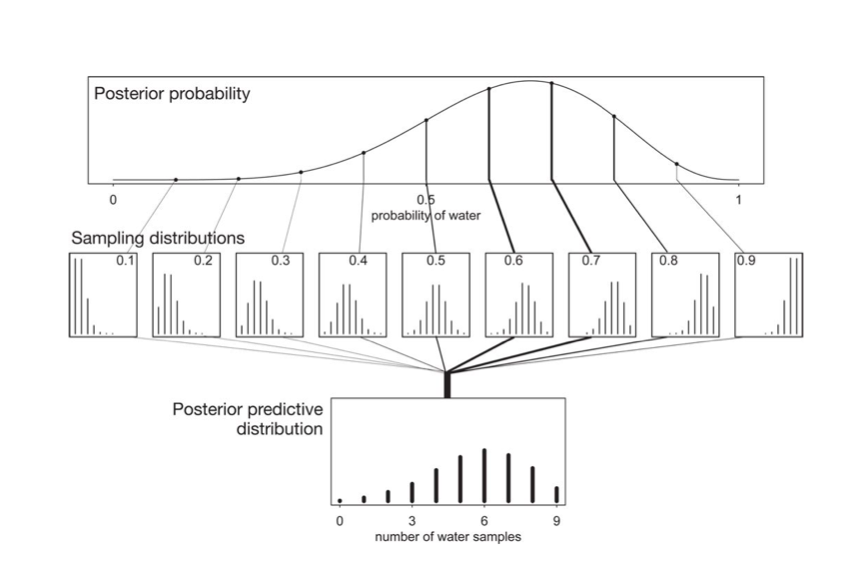 Posterior probability
0 0.5 1
probability of water
Sampling distributions
0.1 0.2 0.3 0.4 0.5 0.6 0.7 0.8 0.9
Posterior predictive
distribution
0 3 6 9
number of water samples